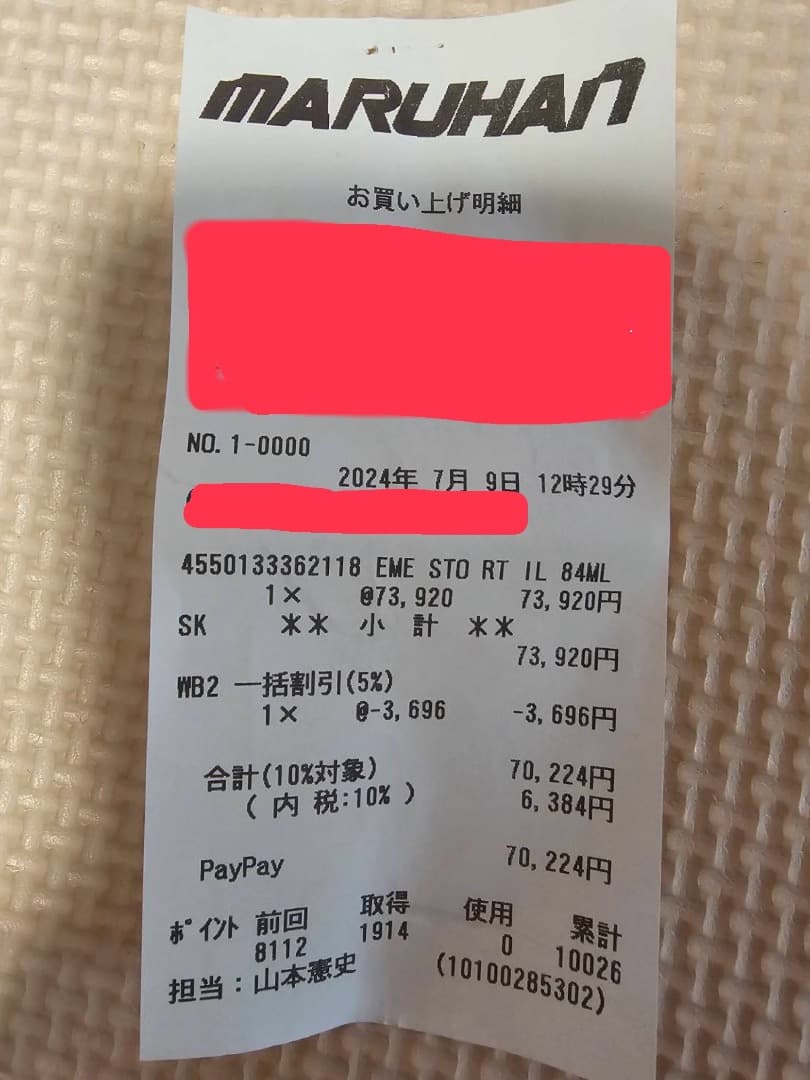 MARUHAN
お買い上げ明細
NO. 1-0000
2024年 7月 9日 12時29分
4550133362118 EME STO RT IL 84ML
1× @73,920 73,920円
SK ** 小 計 **
73,920円
WB2 一括割引(5%)
1× @-3,696 -3,696円
合計(10%対象) 70,224円
( 内 税:10% ) 6,384円
PayPay 70,224円
ポイント 前回 取得 使用 累計
8112 1914 0 10026
担当：山本憲史 (10100285302)